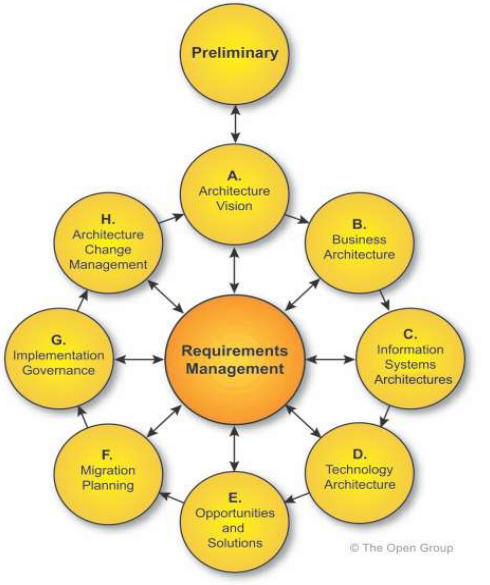 Preliminary
A.
Architecture
Vision
B.
Business
Architecture
C.
Information
Systems
Architectures
D.
Technology
Architecture
E.
Opportunities
and
Solutions
F.
Migration
Planning
G.
Implementation
Governance
H.
Architecture
Change
Management
Requirements
Management
© The Open Group